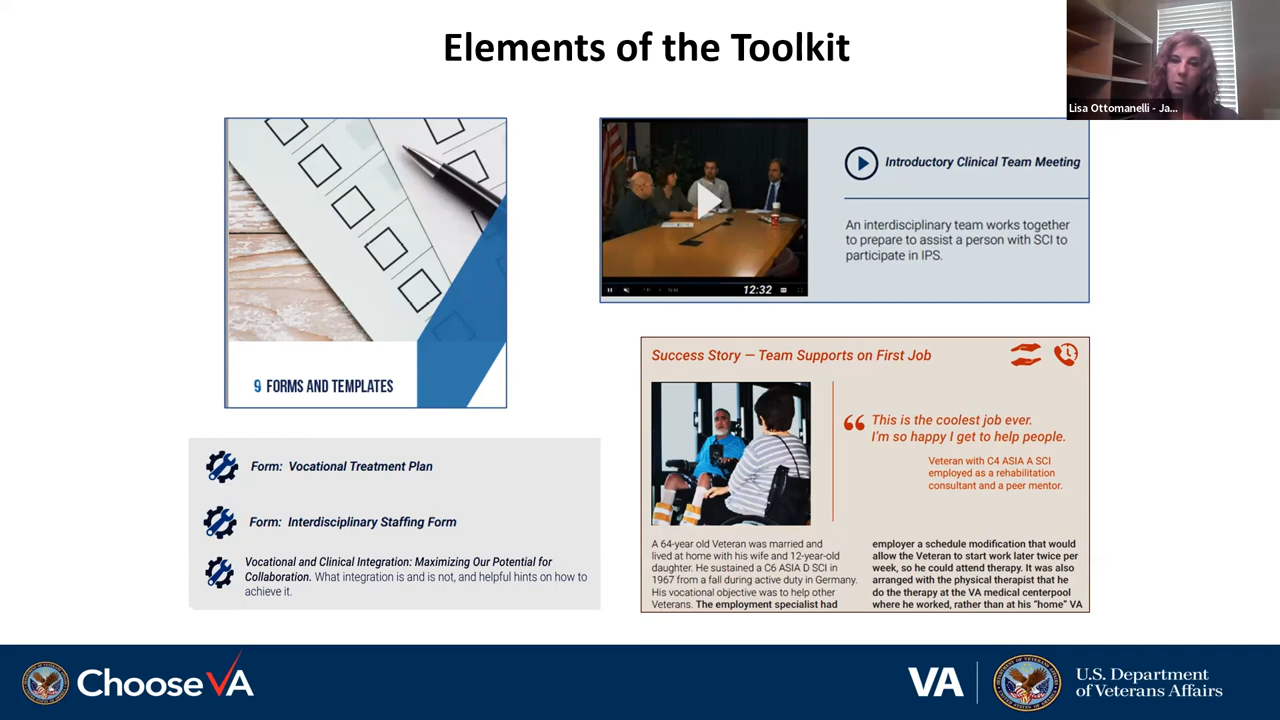 Elements of the Toolkit
Lisa Ottomanelli - Ja...
9 FORMS AND TEMPLATES
12:32
Introductory Clinical Team Meeting
An interdisciplinary team works together
to prepare to assist a person with SCI to
participate in IPS.
Form: Vocational Treatment Plan
Form: Interdisciplinary Staffing Form
Vocational and Clinical Integration: Maximizing Our Potential for
Collaboration. What integration is and is not, and helpful hints on how to
achieve it.
Success Story — Team Supports on First Job
“ This is the coolest job ever.
I’m so happy I get to help people.
Veteran with C4 ASIA A SCI
employed as a rehabilitation
consultant and a peer mentor.
A 64-year old Veteran was married and
lived at home with his wife and 12-year-old
daughter. He sustained a C6 ASIA D SCI in
1967 from a fall during active duty in Germany.
His vocational objective was to help other
Veterans. The employment specialist had
employer a schedule modification that would
allow the Veteran to start work later twice per
week, so he could attend therapy. It was also
arranged with the physical therapist that he
do the therapy at the VA medical centerpool
where he worked, rather than at his “home” VA
Choose VA
VA
U.S. Department
of Veterans Affairs